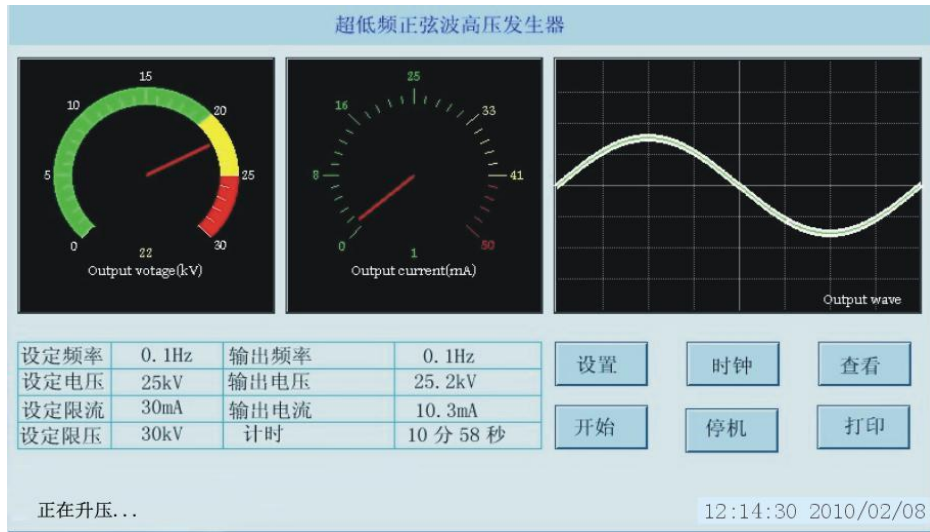 超低频正弦波高压发生器
15
10
20
5
25
0
30
22
Output votage(kV)
25
16
33
8
41
0
50
1
Output current(mA)
Output wave
设定频率 0.1Hz 输出频率 0.1Hz
设定电压 25kV 输出电压 25.2kV
设定限流 30mA 输出电流 10.3mA
设定限压 30kV 计时 10分58秒
设置 时钟 查看
开始 停机 打印
正在升压...
12:14:30 2010/02/08